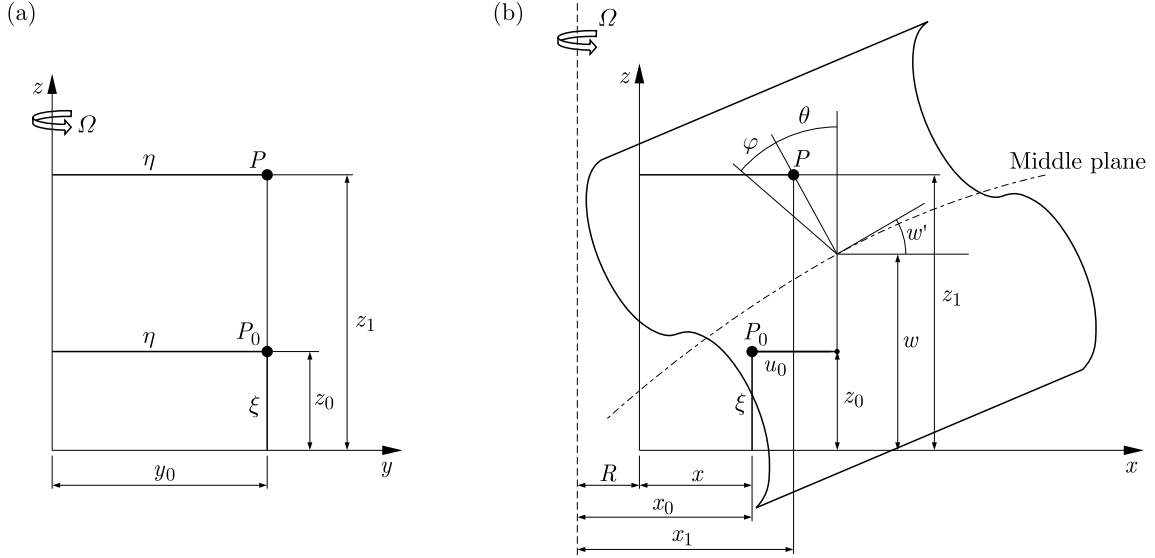 (a)
z
Ω
η
P
η
P0
z1
ξ
z0
y0
y
(b)
Ω
z
θ
φ
P
Middle plane
w'
z1
P0
w
u0
z0
ξ
R
x
x
x0
x1